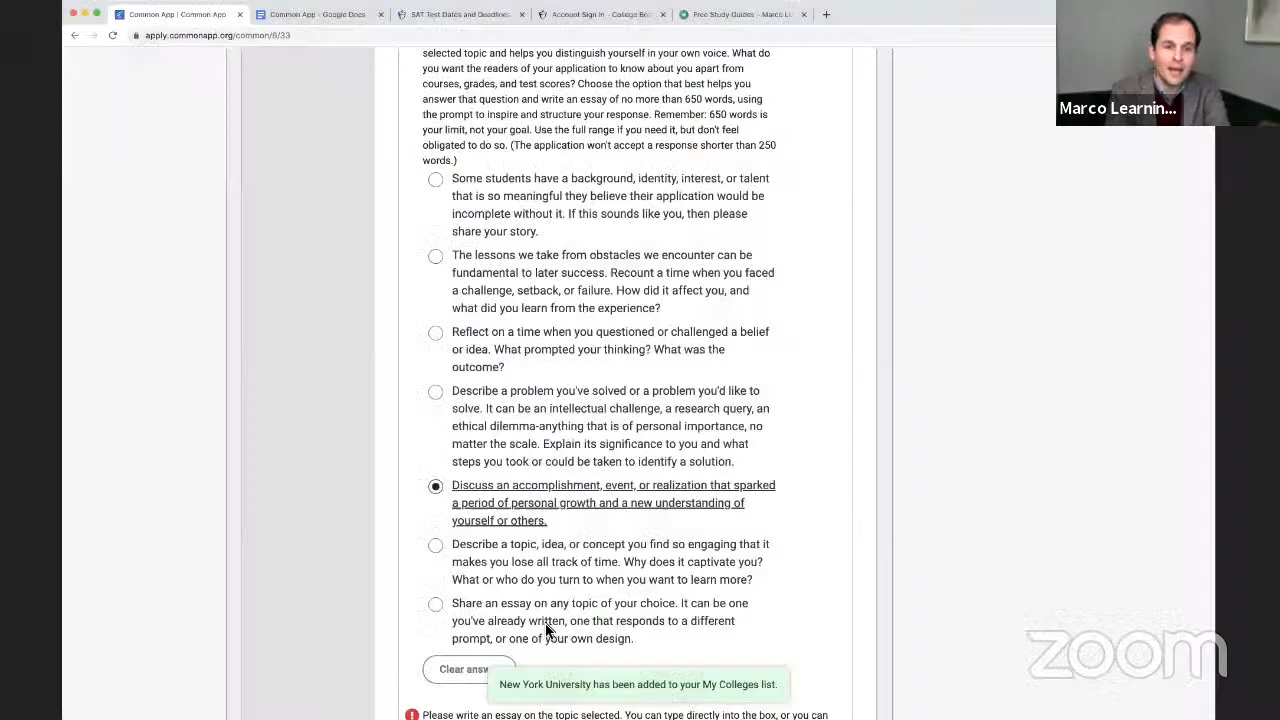 Common App | Common App
Common App - Google Docs
SAT Test Dates and Deadlines
Account Sign In – College Bo
Free Study Guides – Marco L
apply.commonapp.org/common/6/33
Marco Learnin...
selected topic and helps you distinguish yourself in your own voice. What do
you want the readers of your application to know about you apart from
courses, grades, and test scores? Choose the option that best helps you
answer that question and write an essay of no more than 650 words, using
the prompt to inspire and structure your response. Remember: 650 words is
your limit, not your goal. Use the full range if you need it, but don't feel
obligated to do so. (The application won't accept a response shorter than 250
words.)
Some students have a background, identity, interest, or talent
that is so meaningful they believe their application would be
incomplete without it. If this sounds like you, then please
share your story.
The lessons we take from obstacles we encounter can be
fundamental to later success. Recount a time when you faced
a challenge, setback, or failure. How did it affect you, and
what did you learn from the experience?
Reflect on a time when you questioned or challenged a belief
or idea. What prompted your thinking? What was the
outcome?
Describe a problem you've solved or a problem you'd like to
solve. It can be an intellectual challenge, a research query, an
ethical dilemma-anything that is of personal importance, no
matter the scale. Explain its significance to you and what
steps you took or could be taken to identify a solution.
Discuss an accomplishment, event, or realization that sparked
a period of personal growth and a new understanding of
yourself or others.
Describe a topic, idea, or concept you find so engaging that it
makes you lose all track of time. Why does it captivate you?
What or who do you turn to when you want to learn more?
Share an essay on any topic of your choice. It can be one
you've already written, one that responds to a different
prompt, or one of your own design.
Clear answ
New York University has been added to your My Colleges list.
Please write an essay on the topic selected. You can type directly into the box, or you can
zoom